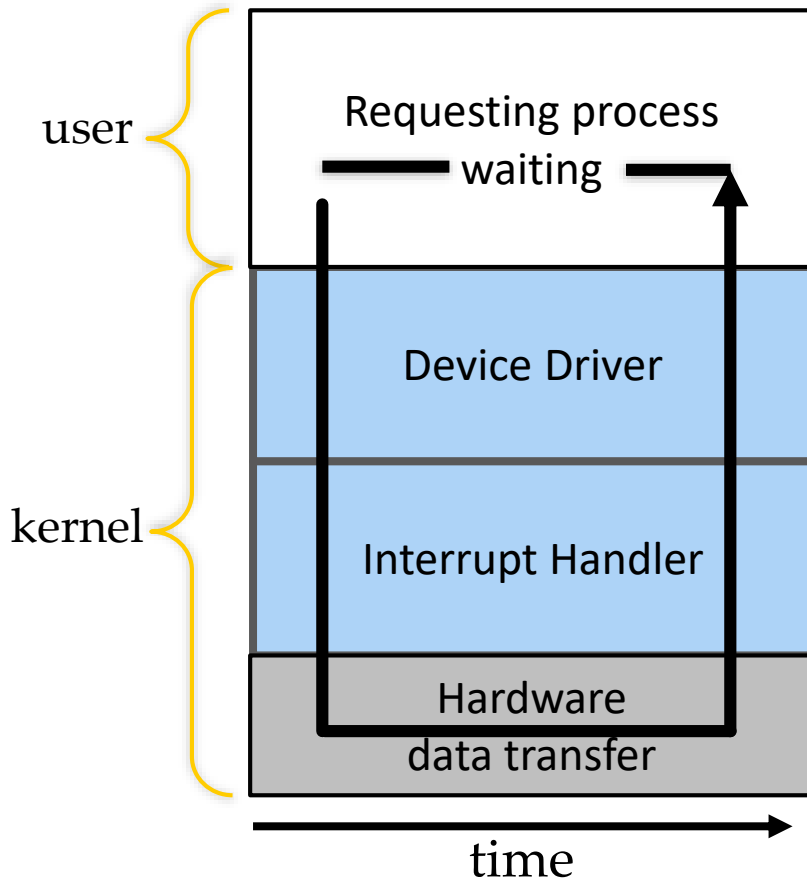 user
Requesting process
waiting
Device Driver
kernel
Interrupt Handler
Hardware
data transfer
time